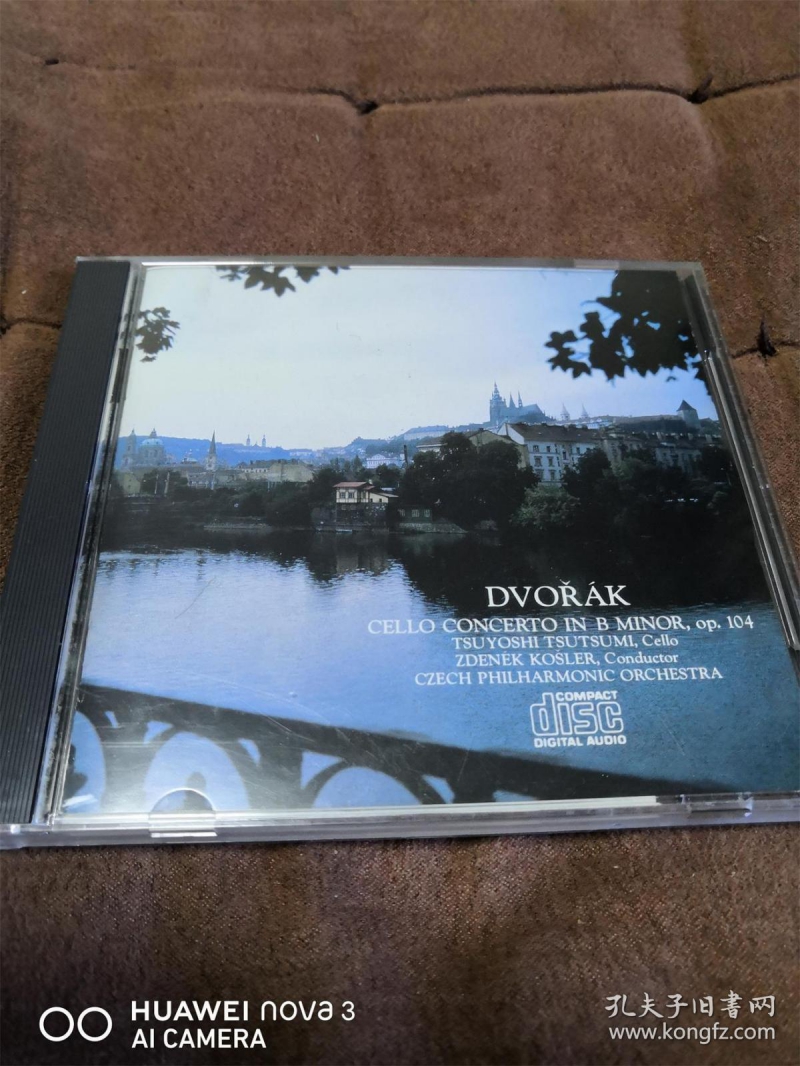 DVOŘÁK
CELLO CONCERTO IN B MINOR, op. 104
TSUYOSHI TSUTSUMI, Cello
ZDENĚK KOŠLER, Conductor
CZECH PHILHARMONIC ORCHESTRA
COMPACT
disc
DIGITAL AUDIO
HUAWEI nova 3
AI CAMERA
孔夫子旧书网
www.kongfz.com